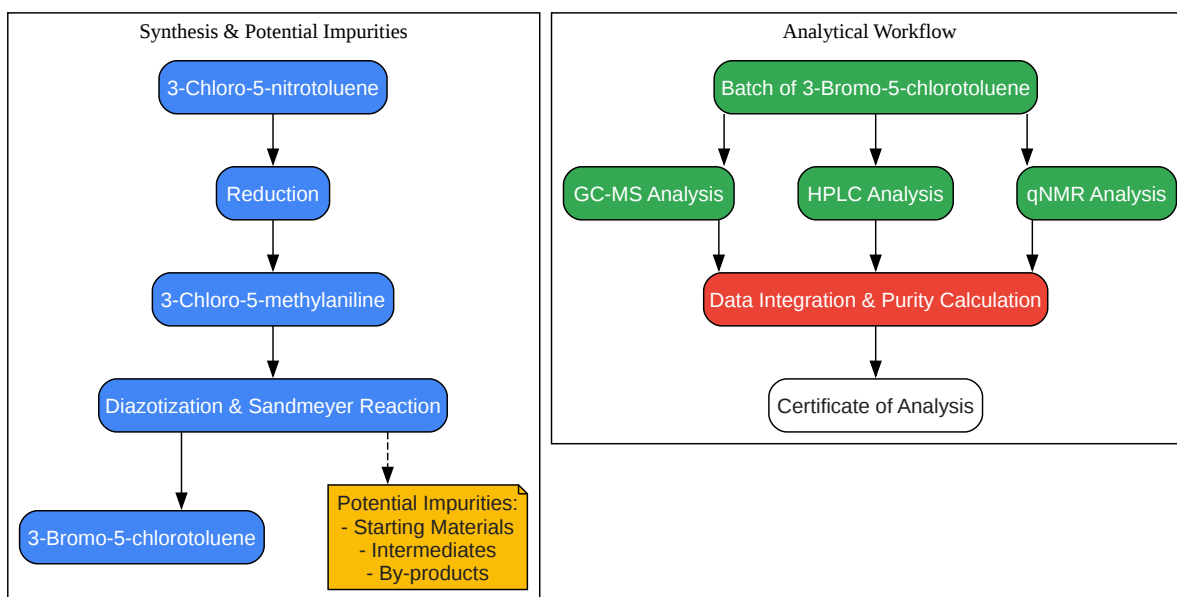 Synthesis & Potential Impurities
3-Chloro-5-nitrotoluene
Reduction
3-Chloro-5-methylaniline
Diazotization & Sandmeyer Reaction
3-Bromo-5-chlorotoluene
Potential Impurities:
- Starting Materials
- Intermediates
- By-products
Analytical Workflow
Batch of 3-Bromo-5-chlorotoluene
GC-MS Analysis
HPLC Analysis
qNMR Analysis
Data Integration & Purity Calculation
Certificate of Analysis